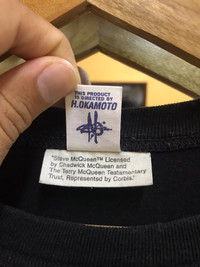 THIS PRODUCT
IS DIRECTED BY
H.OKAMOTO
"Steve McQueen™ Licensed
by Chadwick McQueen and
The Terry McQueen Testamentary
Trust, Represented by Corbis."